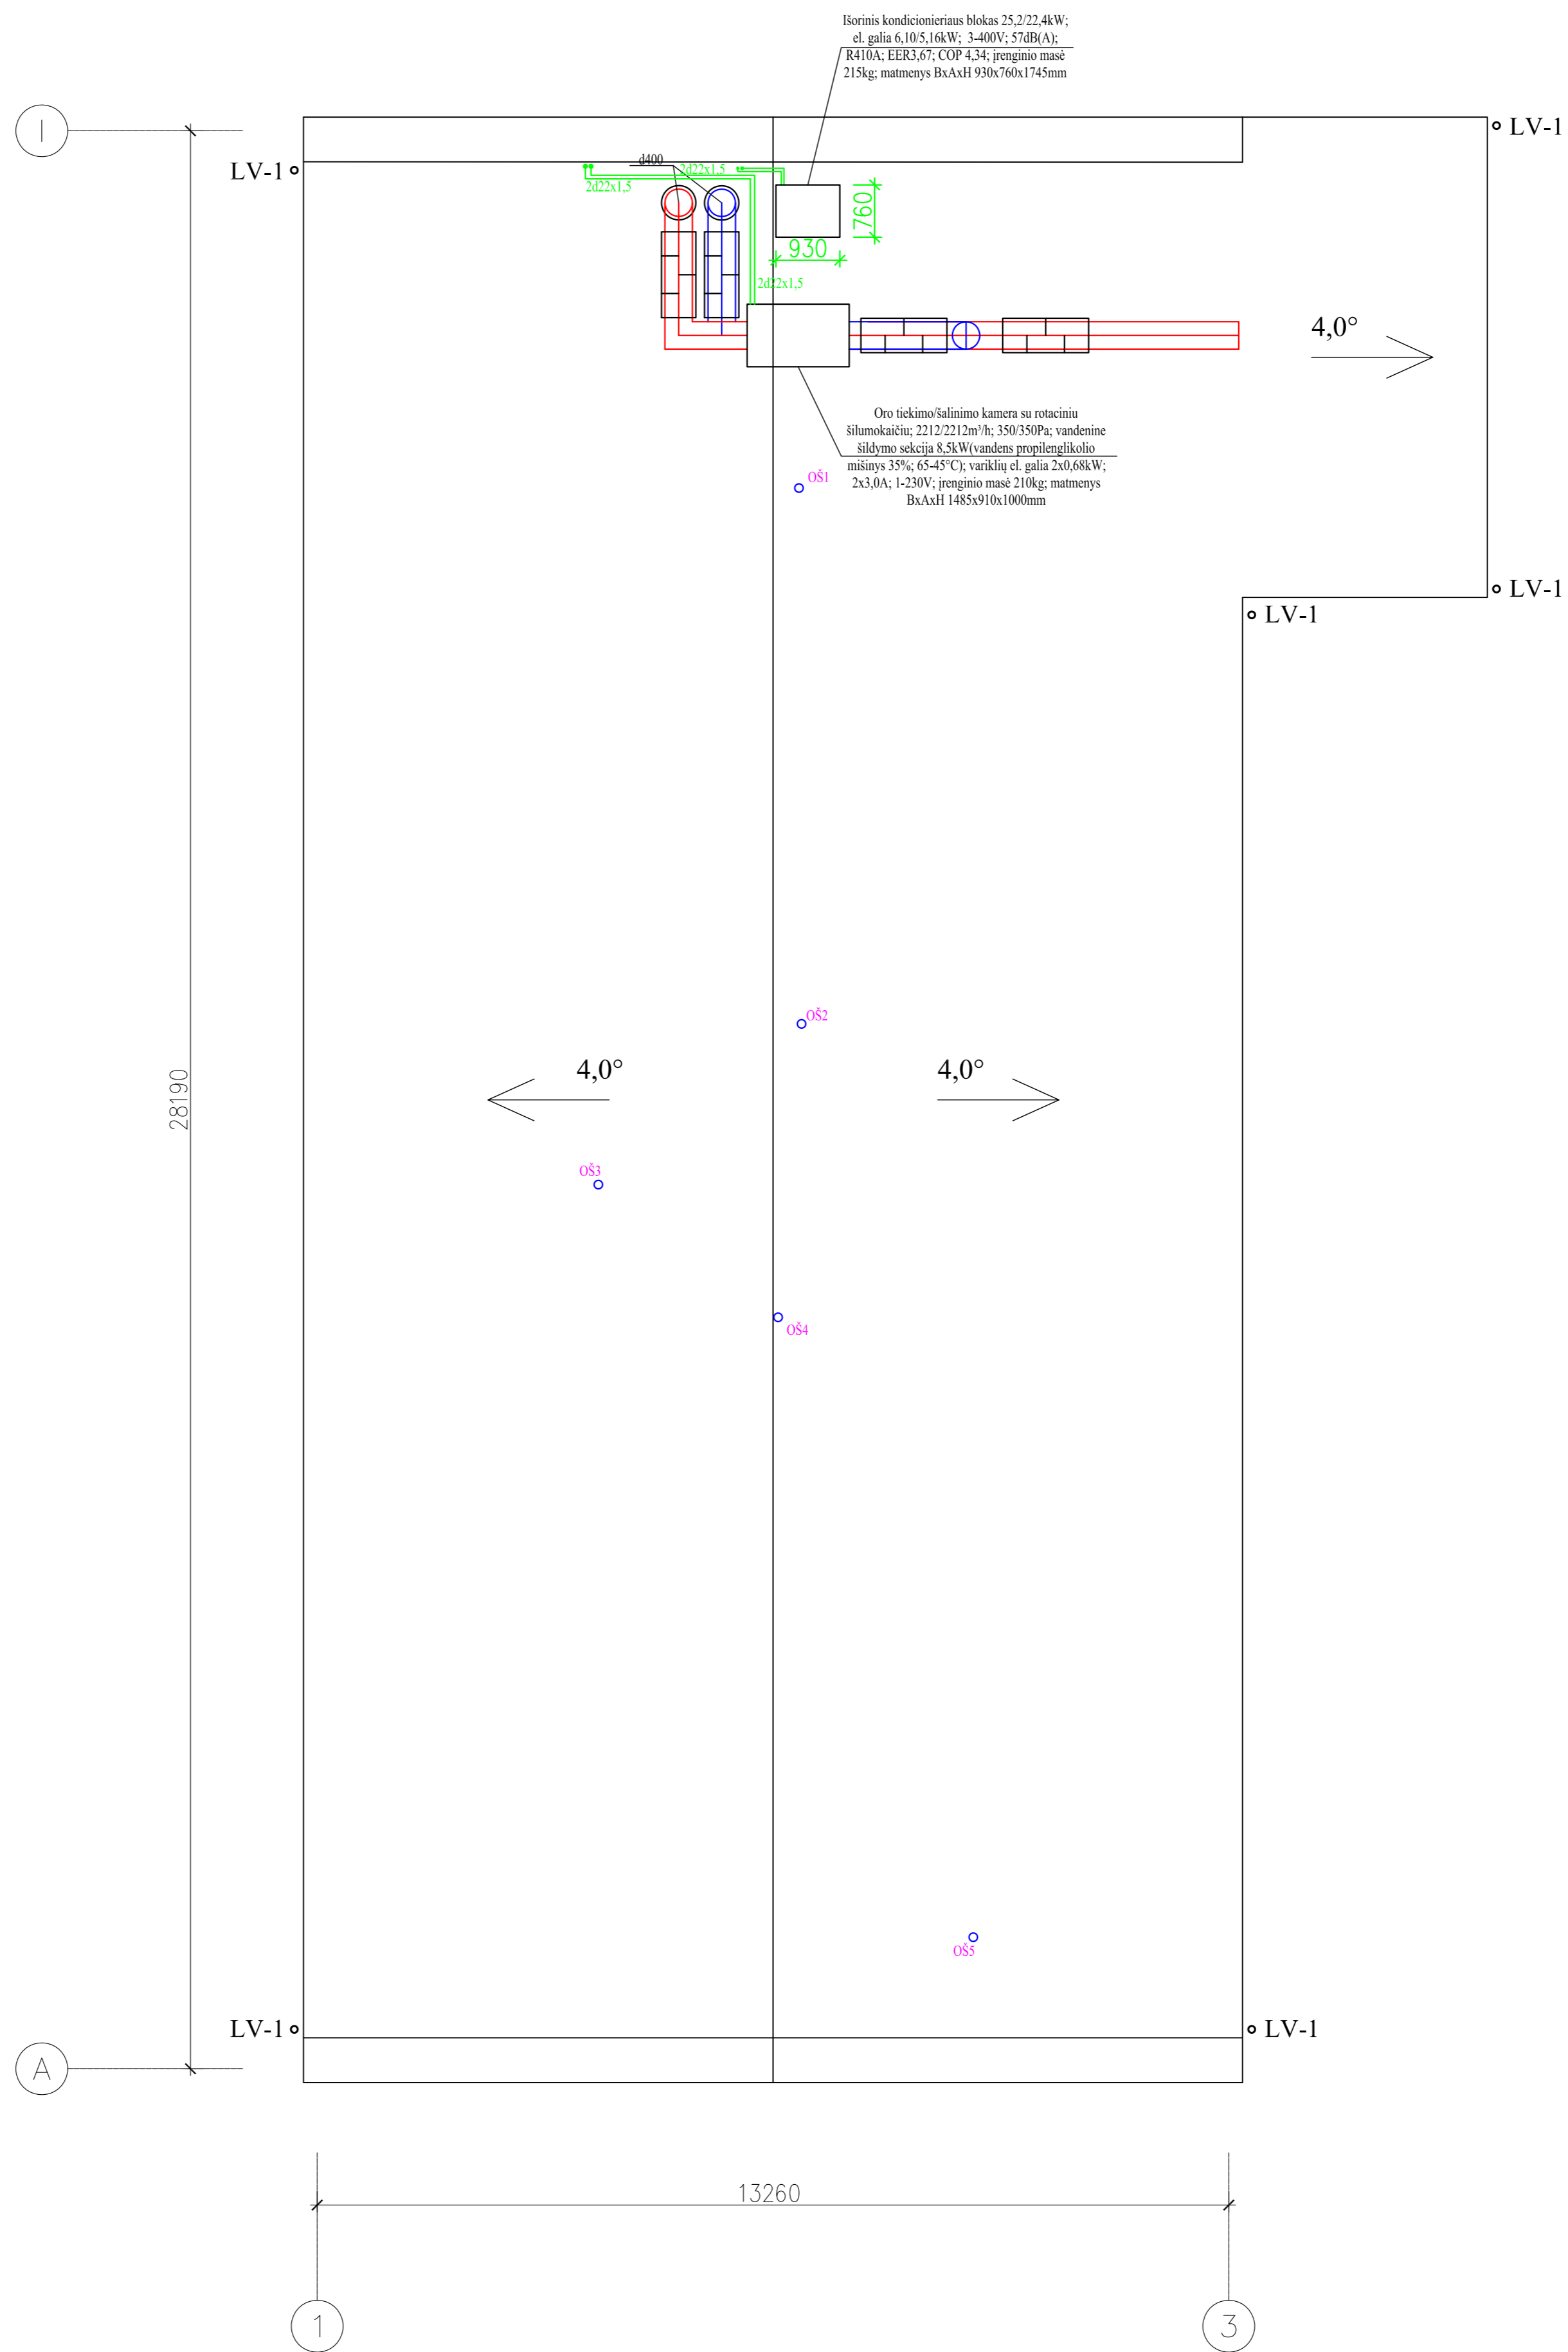 Išorinis kondicionieriaus blokas 25,2/22,4kW;
el. galia 6,10/5,16kW; 3-400V; 57dB(A);
R410A; EER3,67; COP 4,34; įrenginio masė
215kg; matmenys BxAxH 930x760x1745mm
I
LV-1
LV-1
d400
2d22x1,5
2d22x1,5
760
930
2d22x1,5
4,0°
Oro tiekimo/šalinimo kamera su rotaciniu
šilumokaičiu; 2212/2212m³/h; 350/350Pa; vandeninė
šildymo sekcija 8,5kW(vandens propilenglikolio
mišinys 35%; 65-45°C); variklių el. galia 2x0,68kW;
2x3,0A; 1-230V; įrenginio masė 210kg; matmenys
BxAxH 1485x910x1000mm
OŠ1
LV-1
LV-1
OŠ2
4,0°
4,0°
28190
OŠ3
OŠ4
OŠ5
LV-1
LV-1
A
13260
1
3